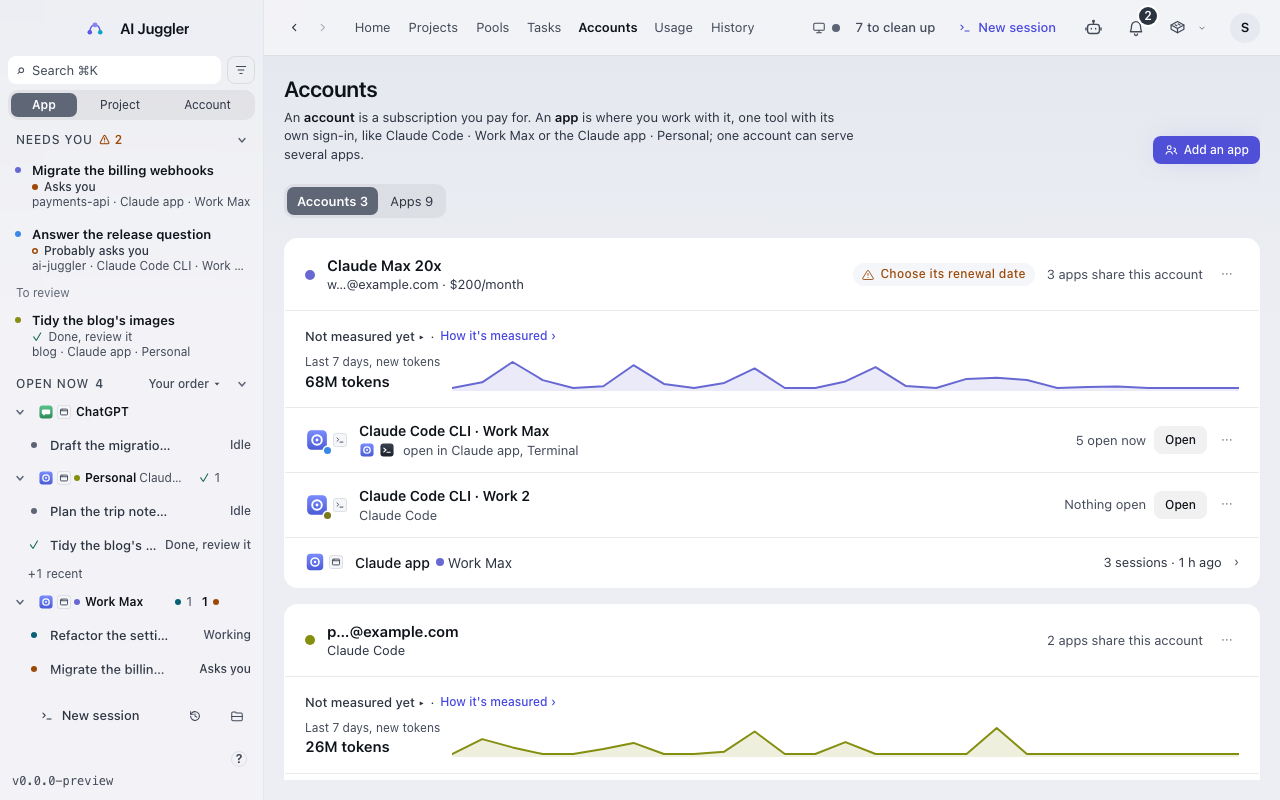 AI Juggler
Search ⌘K
App
Project
Account
NEEDS YOU 2
Migrate the billing webhooks
Asks you
payments-api · Claude app · Work Max
Answer the release question
Probably asks you
ai-juggler · Claude Code CLI · Work ...
To review
Tidy the blog's images
Done, review it
blog · Claude app · Personal
OPEN NOW 4
Your order
ChatGPT
Draft the migratio...
Idle
Personal Claud...
1
Plan the trip note...
Idle
Tidy the blog's ...
Done, review it
+1 recent
Work Max
1
1
Refactor the setti...
Working
Migrate the billin...
Asks you
New session
?
v0.0.0-preview
Home
Projects
Pools
Tasks
Accounts
Usage
History
7 to clean up
New session
2
S
Accounts
An account is a subscription you pay for. An app is where you work with it, one tool with its
own sign-in, like Claude Code · Work Max or the Claude app · Personal; one account can serve
several apps.
Add an app
Accounts 3
Apps 9
Claude Max 20x
w...@example.com · $200/month
Choose its renewal date
3 apps share this account
Not measured yet · How it's measured ›
Last 7 days, new tokens
68M tokens
Claude Code CLI · Work Max
open in Claude app, Terminal
5 open now
Open
Claude Code CLI · Work 2
Claude Code
Nothing open
Open
Claude app
Work Max
3 sessions · 1 h ago ›
p...@example.com
Claude Code
2 apps share this account
Not measured yet · How it's measured ›
Last 7 days, new tokens
26M tokens